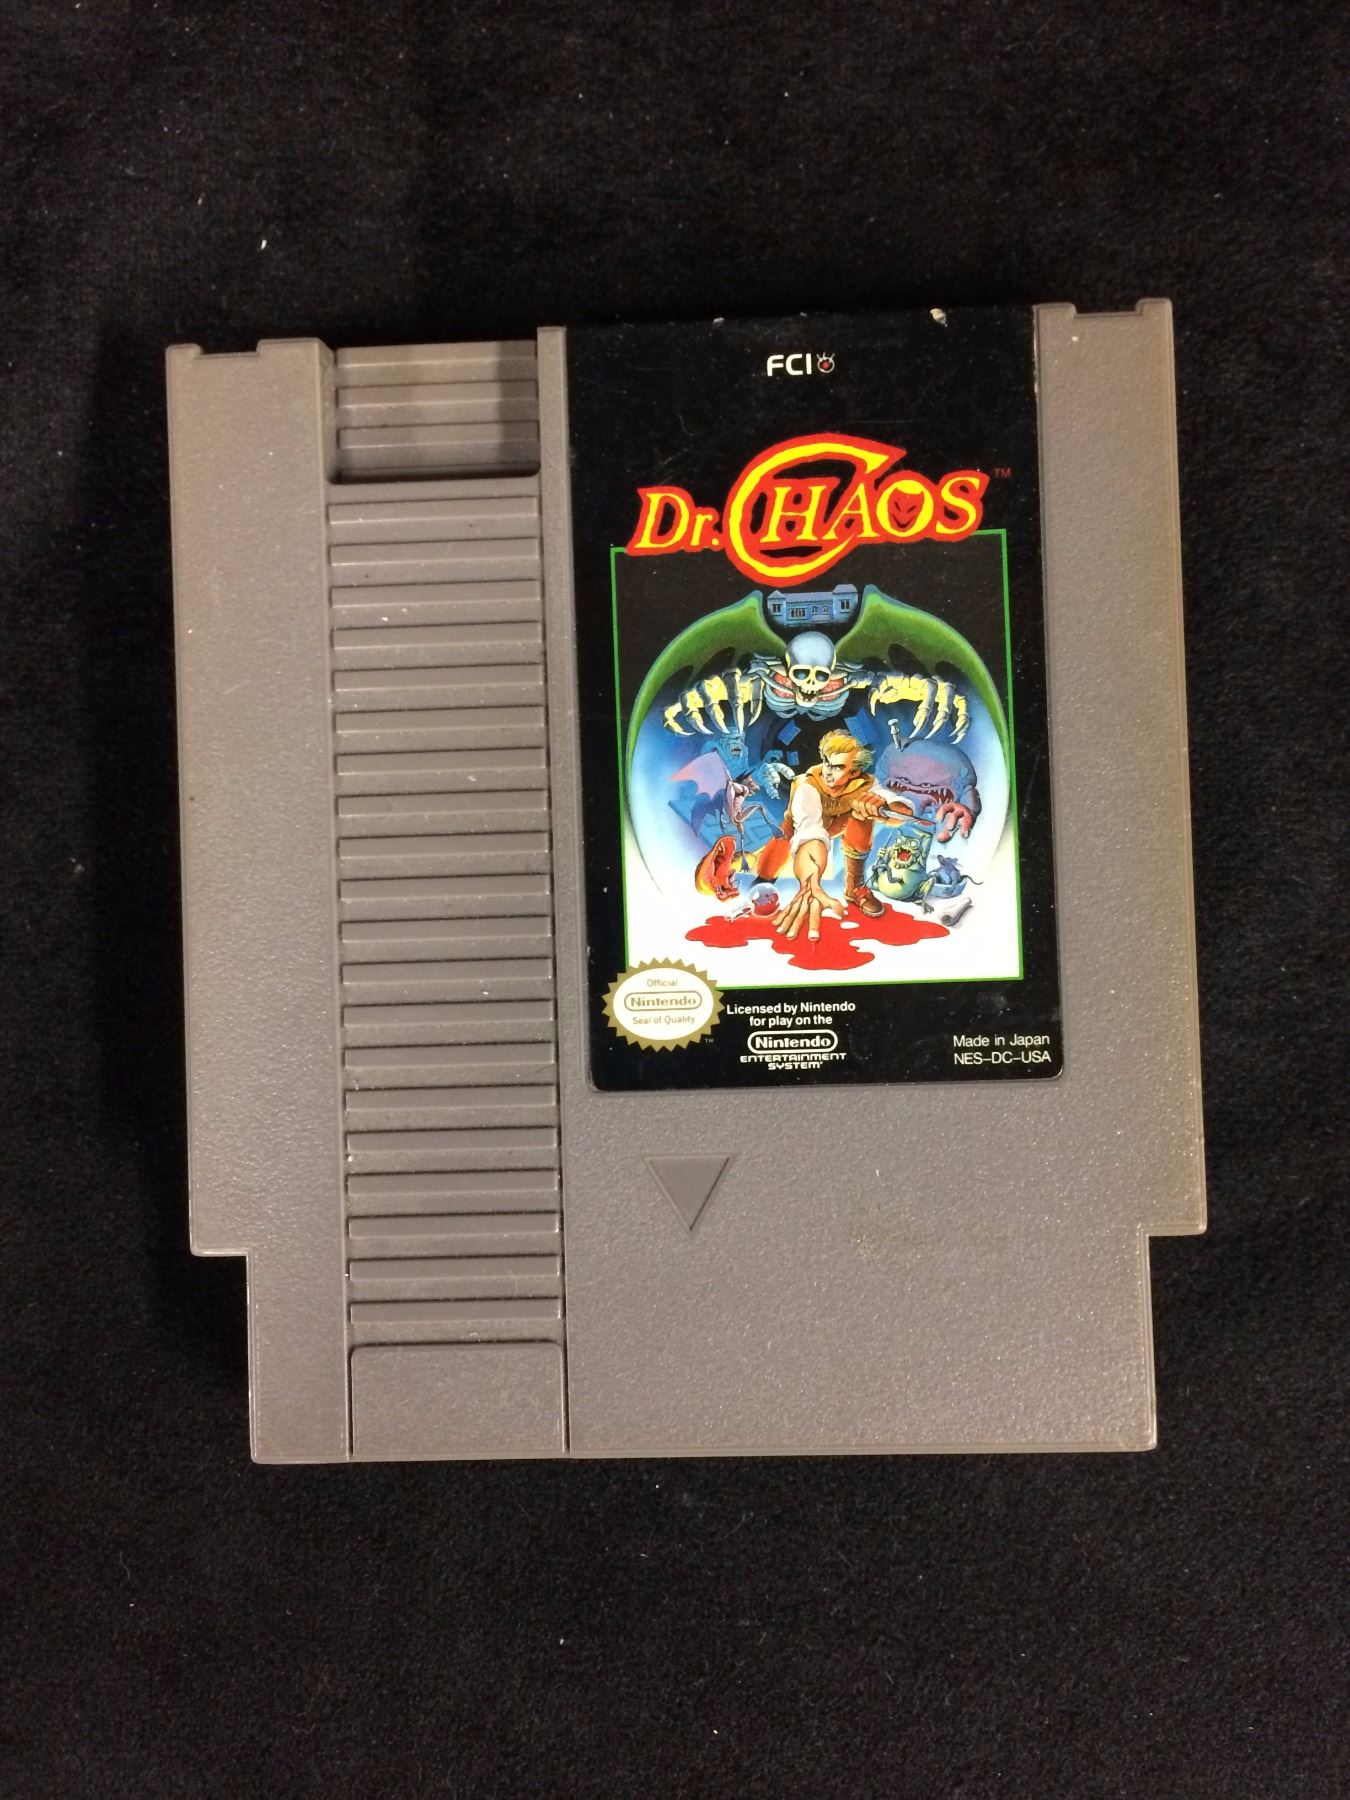 FCI
Dr. CHAOS™
Official
Nintendo
Seal of Quality
™
Licensed by Nintendo
for play on the
Nintendo
ENTERTAINMENT
SYSTEM
Made in Japan
NES-DC-USA